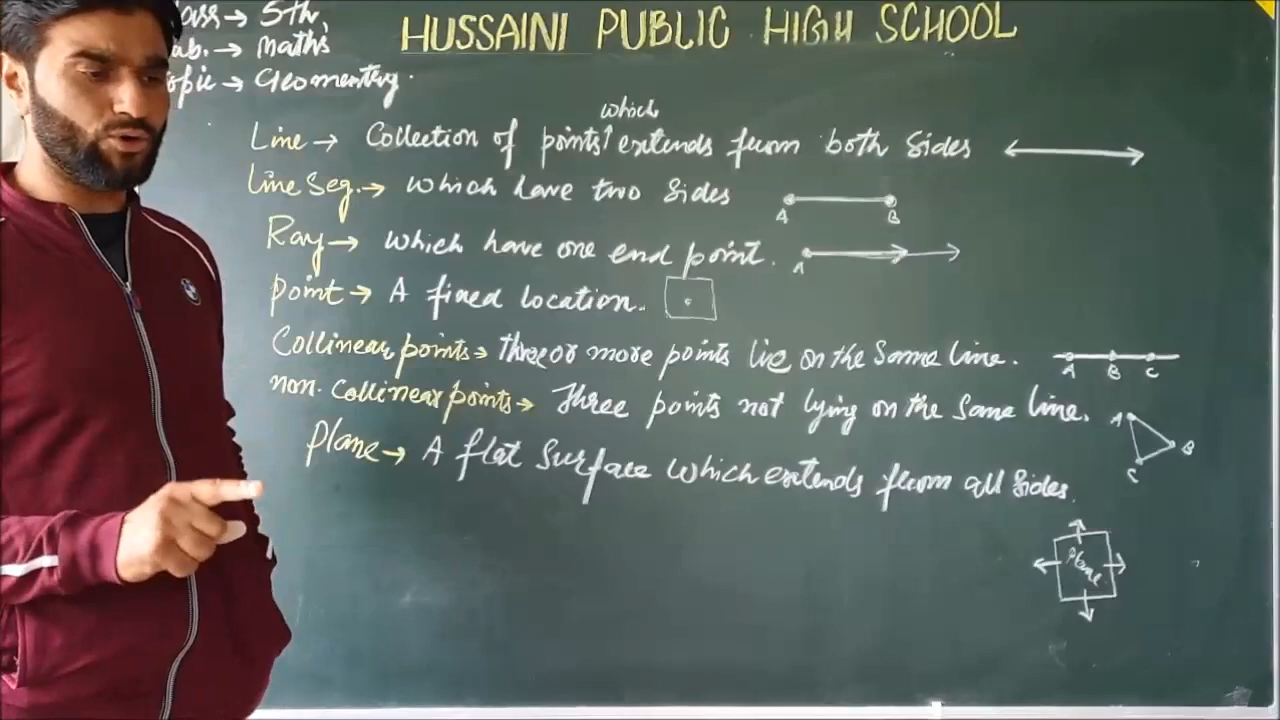 Class → 5th,
Sub. → maths
HUSSAINI PUBLIC HIGH SCHOOL
Topic → Geomentery.
which
Line → Collection of points↑ extends from both Sides
Line Seg. → which have two Sides
A B
Ray → which have one end point.
A
point → A fixed location.
Collinear points → three or more points lie on the Same line.
A B C
non. Collinear points → three points not lying on the Same line.
A
B
C
Plane → A flat Surface which extends from all Sides.
Plane